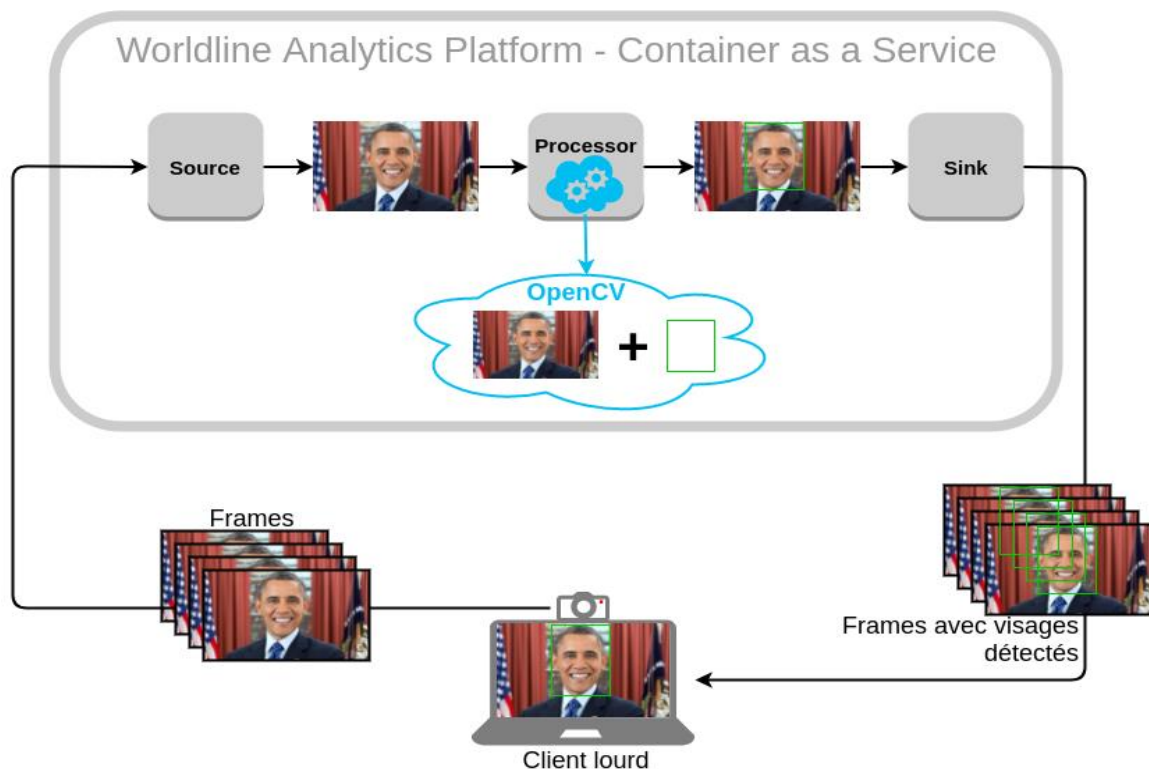 Worldline Analytics Platform - Container as a Service
Source
Processor
Sink
OpenCV
Frames
Frames avec visages
détectés
Client lourd